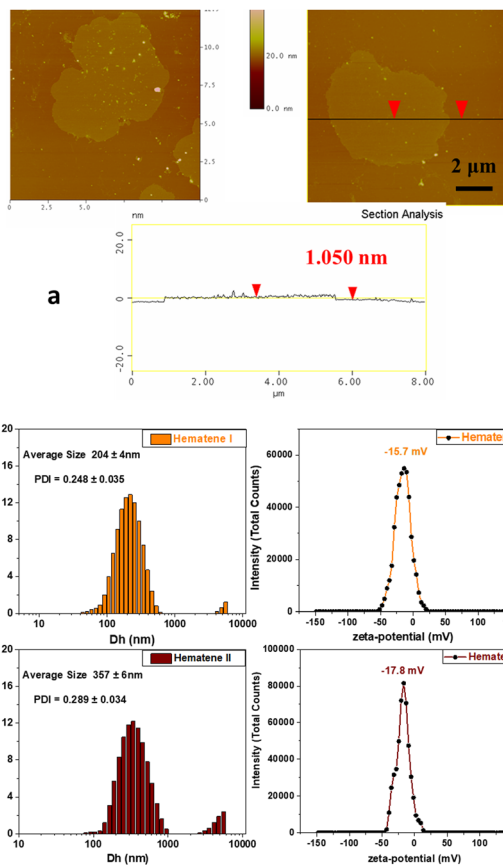 10.0
7.5
5.0
2.5
0
0
2.5
5.0
20.0 nm
0.0 nm
2 μm
nm
Section Analysis
20.0
0
-20.0
1.050 nm
a
0
2.00
4.00
6.00
8.00
μm
20
16
12
8
4
0
Hematene I
Average Size 204 ± 4nm
PDI = 0.248 ± 0.035
10
100
1000
10000
Dh (nm)
Intensity (Total Counts)
60000
40000
20000
0
Hematene
-15.7 mV
-150
-100
-50
0
50
100
zeta-potential (mV)
20
16
12
8
4
0
Hematene II
Average Size 357 ± 6nm
PDI = 0.289 ± 0.034
10
100
1000
10000
Dh (nm)
Intensity (Total Counts)
100000
80000
60000
40000
20000
0
Hematene
-17.8 mV
-150
-100
-50
0
50
100
zeta-potential (mV)